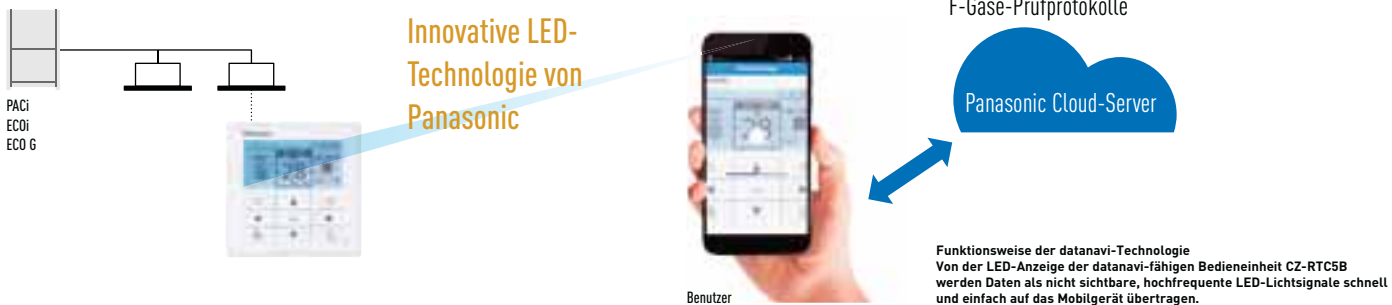 F-Gase-Prüfprotokolle
Innovative LED-
Technologie von
Panasonic
Panasonic Cloud-Server
PACi
ECOi
ECO G
28
28
Benutzer
Funktionsweise der datanavi-Technologie
Von der LED-Anzeige der datanavi-fähigen Bedieneinheit CZ-RTC5B
werden Daten als nicht sichtbare, hochfrequente LED-Lichtsignale schnell
und einfach auf das Mobilgerät übertragen.